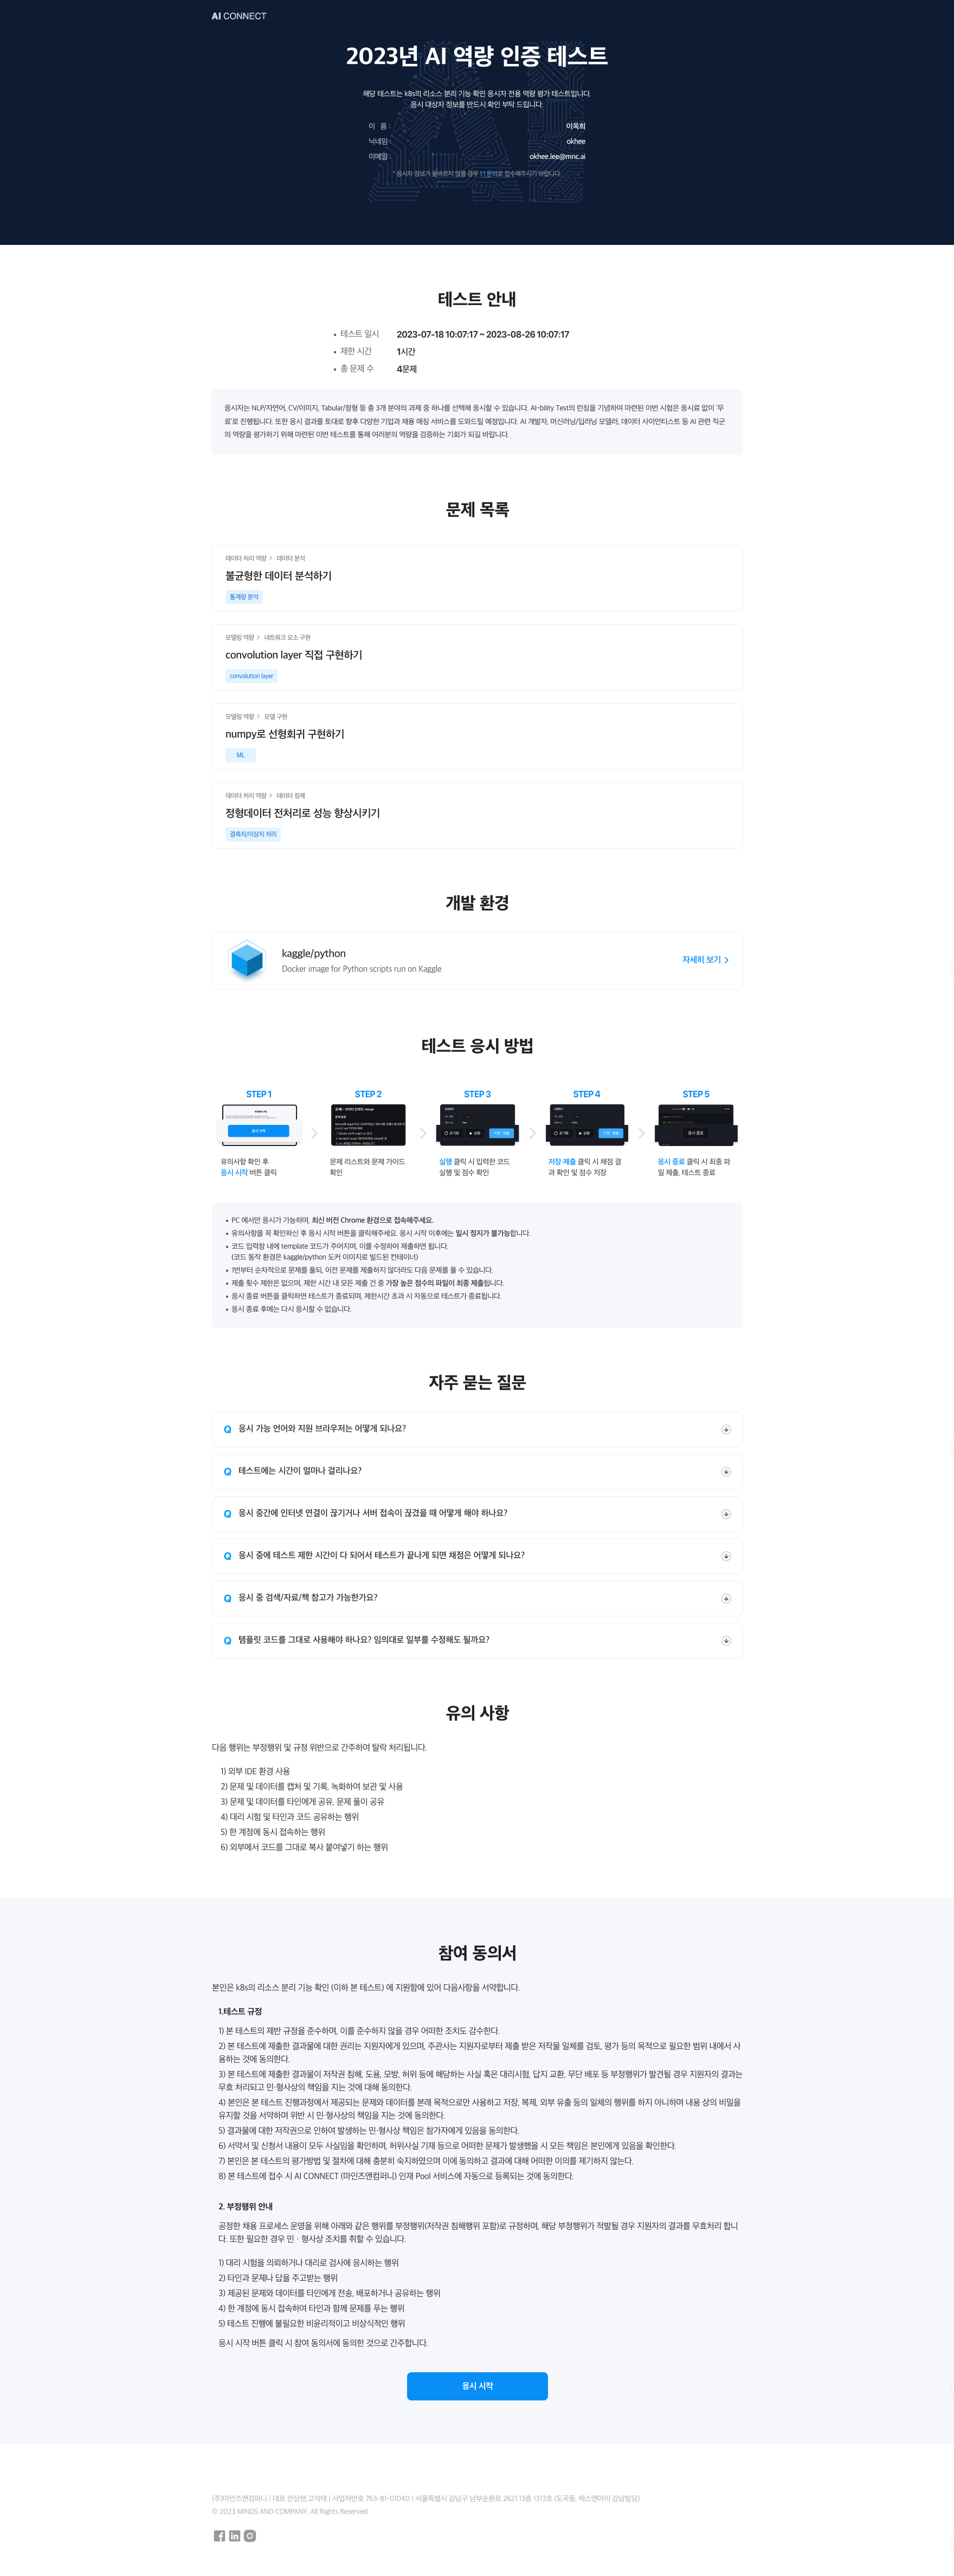 AI CONNECT
2023년 AI 역량 인증 테스트
해당 테스트는 k8s의 리소스 분리 기능 확인 응시자 전용 역량 평가 테스트입니다.
응시 대상자 정보를 반드시 확인 부탁 드립니다.
이 름 : 이옥희
닉네임 : okhee
이메일 : okhee.lee@mnc.ai
* 응시자 정보가 올바르지 않을 경우 1:1 문의로 접수해주시기 바랍니다.
테스트 안내
• 테스트 일시 2023-07-18 10:07:17 ~ 2023-08-26 10:07:17
• 제한 시간 1시간
• 총 문제 수 4문제
응시자는 NLP/자연어, CV/이미지, Tabular/정형 등 총 3개 분야의 과제 중 하나를 선택해 응시할 수 있습니다. AI-bility Test의 런칭을 기념하며 마련된 이번 시험은 응시료 없이 '무
료'로 진행됩니다. 또한 응시 결과를 토대로 향후 다양한 기업과 채용 매칭 서비스를 도와드릴 예정입니다. AI 개발자, 머신러닝/딥러닝 모델러, 데이터 사이언티스트 등 AI 관련 직군
의 역량을 평가하기 위해 마련된 이번 테스트를 통해 여러분의 역량을 검증하는 기회가 되길 바랍니다.
문제 목록
데이터 처리 역량 > 데이터 분석
불균형한 데이터 분석하기
통계량 분석
모델링 역량 > 네트워크 요소 구현
convolution layer 직접 구현하기
convolution layer
모델링 역량 > 모델 구현
numpy로 선형회귀 구현하기
ML
데이터 처리 역량 > 데이터 정제
정형데이터 전처리로 성능 향상시키기
결측치/이상치 처리
개발 환경
kaggle/python
Docker image for Python scripts run on Kaggle
자세히 보기 >
테스트 응시 방법
STEP 1 STEP 2 STEP 3 STEP 4 STEP 5
응시 시작
초기화 실행 저장·제출
초기화 실행 저장·제출
응시 종료
유의사항 확인 후
응시 시작 버튼 클릭
문제 리스트와 문제 가이드
확인
실행 클릭 시 입력한 코드
실행 및 점수 확인
저장·제출 클릭 시 채점 결
과 확인 및 점수 저장
응시 종료 클릭 시 최종 파
일 제출, 테스트 종료
• PC 에서만 응시가 가능하며, 최신 버전 Chrome 환경으로 접속해주세요.
• 유의사항을 꼭 확인하신 후 응시 시작 버튼을 클릭해주세요. 응시 시작 이후에는 일시 정지가 불가능합니다.
• 코드 입력창 내에 template 코드가 주어지며, 이를 수정하여 제출하면 됩니다.
(코드 동작 환경은 kaggle/python 도커 이미지로 빌드된 컨테이너)
• 1번부터 순차적으로 문제를 풀되, 이전 문제를 제출하지 않더라도 다음 문제를 풀 수 있습니다.
• 제출 횟수 제한은 없으며, 제한 시간 내 모든 제출 건 중 가장 높은 점수의 파일이 최종 제출됩니다.
• 응시 종료 버튼을 클릭하면 테스트가 종료되며, 제한시간 초과 시 자동으로 테스트가 종료됩니다.
• 응시 종료 후에는 다시 응시할 수 없습니다.
자주 묻는 질문
Q 응시 가능 언어와 지원 브라우저는 어떻게 되나요?
Q 테스트에는 시간이 얼마나 걸리나요?
Q 응시 중간에 인터넷 연결이 끊기거나 서버 접속이 끊겼을 때 어떻게 해야 하나요?
Q 응시 중에 테스트 제한 시간이 다 되어서 테스트가 끝나게 되면 채점은 어떻게 되나요?
Q 응시 중 검색/자료/책 참고가 가능한가요?
Q 템플릿 코드를 그대로 사용해야 하나요? 임의대로 일부를 수정해도 될까요?
유의 사항
다음 행위는 부정행위 및 규정 위반으로 간주하여 탈락 처리됩니다.
1) 외부 IDE 환경 사용
2) 문제 및 데이터를 캡처 및 기록, 녹화하여 보관 및 사용
3) 문제 및 데이터를 타인에게 공유, 문제 풀이 공유
4) 대리 시험 및 타인과 코드 공유하는 행위
5) 한 계정에 동시 접속하는 행위
6) 외부에서 코드를 그대로 복사 붙여넣기 하는 행위
참여 동의서
본인은 k8s의 리소스 분리 기능 확인 (이하 본 테스트) 에 지원함에 있어 다음사항을 서약합니다.
1.테스트 규정
1) 본 테스트의 제반 규정을 준수하며, 이를 준수하지 않을 경우 어떠한 조치도 감수한다.
2) 본 테스트에 제출한 결과물에 대한 권리는 지원자에게 있으며, 주관사는 지원자로부터 제출 받은 저작물 일체를 검토, 평가 등의 목적으로 필요한 범위 내에서 사
용하는 것에 동의한다.
3) 본 테스트에 제출한 결과물이 저작권 침해, 도용, 모방, 허위 등에 해당하는 사실 혹은 대리시험, 답지 교환, 무단 배포 등 부정행위가 발견될 경우 지원자의 결과는
무효 처리되고 민·형사상의 책임을 지는 것에 대해 동의한다.
4) 본인은 본 테스트 진행과정에서 제공되는 문제와 데이터를 본래 목적으로만 사용하고 저장, 복제, 외부 유출 등의 일체의 행위를 하지 아니하며 내용 상의 비밀을
유지할 것을 서약하며 위반 시 민·형사상의 책임을 지는 것에 동의한다.
5) 결과물에 대한 저작권으로 인하여 발생하는 민·형사상 책임은 참가자에게 있음을 동의한다.
6) 서약서 및 신청서 내용이 모두 사실임을 확인하며, 허위사실 기재 등으로 어떠한 문제가 발생했을 시 모든 책임은 본인에게 있음을 확인한다.
7) 본인은 본 테스트의 평가방법 및 절차에 대해 충분히 숙지하였으며 이에 동의하고 결과에 대해 어떠한 이의를 제기하지 않는다.
8) 본 테스트에 접수 시 AI CONNECT (마인즈앤컴퍼니) 인재 Pool 서비스에 자동으로 등록되는 것에 동의한다.
2. 부정행위 안내
공정한 채용 프로세스 운영을 위해 아래와 같은 행위를 부정행위(저작권 침해행위 포함)로 규정하며, 해당 부정행위가 적발될 경우 지원자의 결과를 무효처리 합니
다. 또한 필요한 경우 민ㆍ형사상 조치를 취할 수 있습니다.
1) 대리 시험을 의뢰하거나 대리로 검사에 응시하는 행위
2) 타인과 문제나 답을 주고받는 행위
3) 제공된 문제와 데이터를 타인에게 전송, 배포하거나 공유하는 행위
4) 한 계정에 동시 접속하여 타인과 함께 문제를 푸는 행위
5) 테스트 진행에 불필요한 비윤리적이고 비상식적인 행위
응시 시작 버튼 클릭 시 참여 동의서에 동의한 것으로 간주합니다.
응시 시작
(주)마인즈앤컴퍼니 | 대표 전상현,고석태 | 사업자번호 763-81-01040 | 서울특별시 강남구 남부순환로 2621 13층 1313호 (도곡동, 에스앤아이 강남빌딩)
© 2023 MINDS AND COMPANY. All Rights Reserved